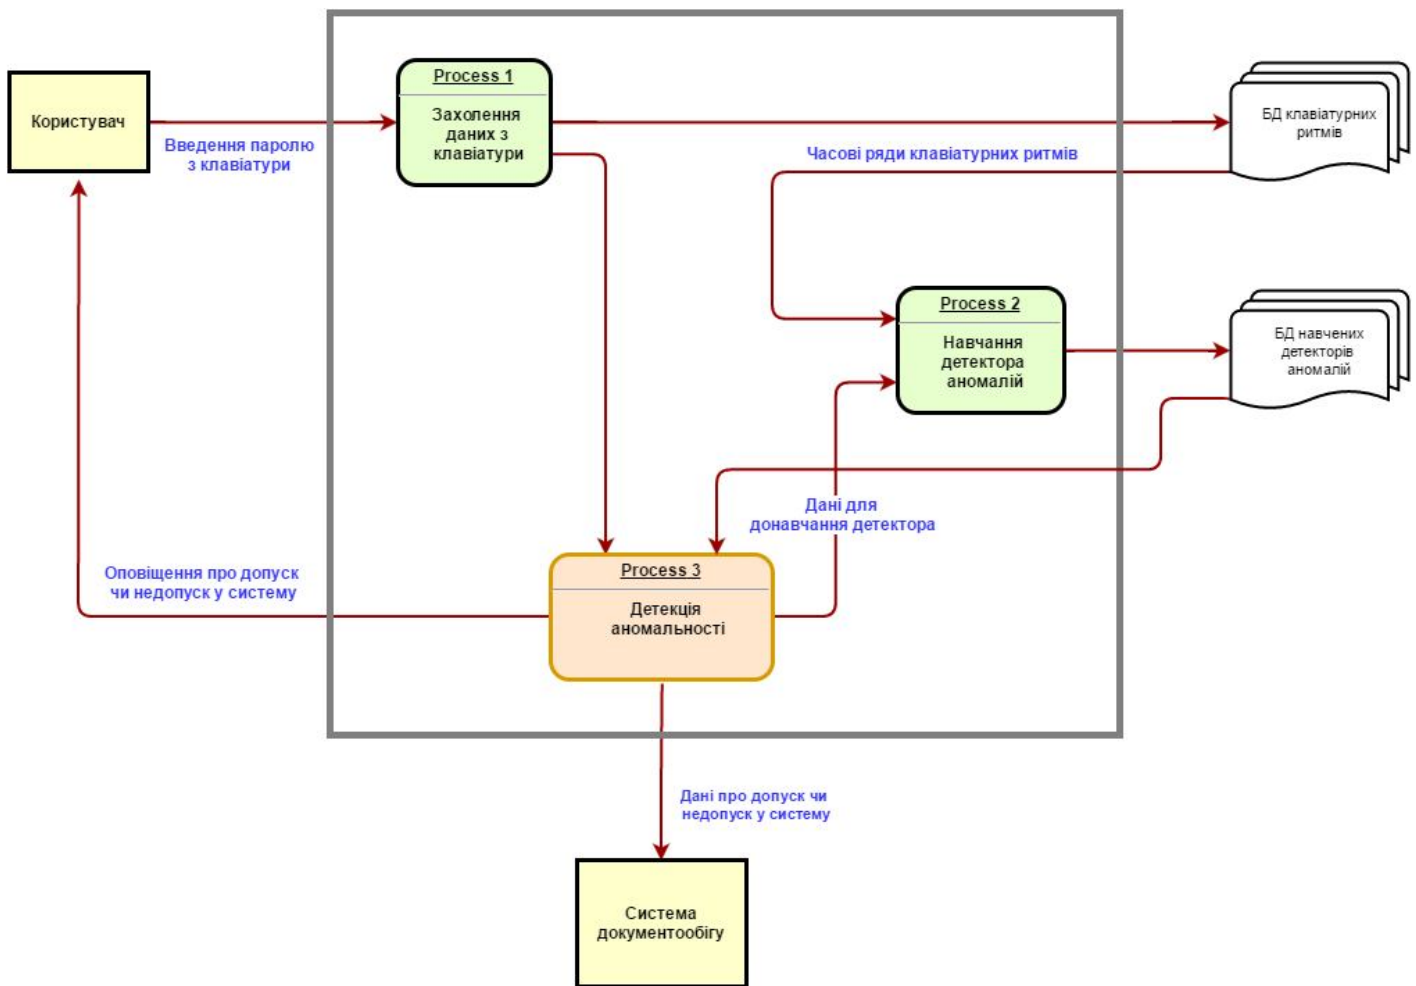 Process 1
Захолення
даних з
клавіатури
Користувач
Введення паролю
з клавіатури
БД клавіатурних
ритмів
Часові ряди клавіатурних ритмів
Process 2
Навчання
детектора
аномалій
БД навчених
детекторів
аномалій
Дані для
донавчання детектора
Process 3
Детекція
аномальності
Оповіщення про допуск
чи недопуск у систему
Дані про допуск чи
недопуск у систему
Система
документообігу